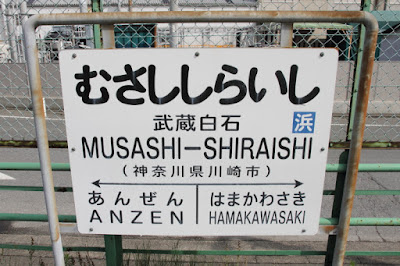 むさししらいし
武蔵白石
浜
MUSASHI−SHIRAISHI
(神奈川県川崎市)
あんぜん はまかわさき
ANZEN HAMAKAWASAKI